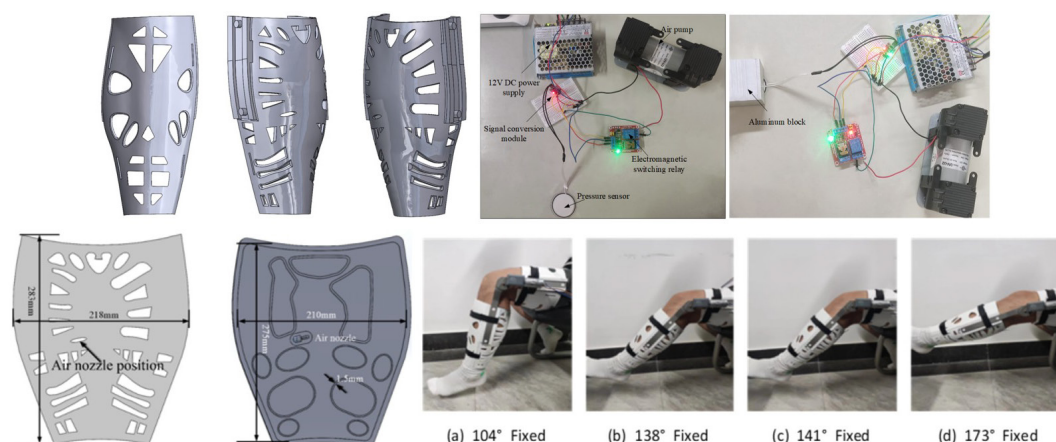 Air pump
12V DC power
supply
Signal conversion
module
Electromagnetic
switching relay
Pressure sensor
Aluminum block
283mm
218mm
Air nozzle position
210mm
274mm
Air nozzle
1.5mm
(a) 104° Fixed
(b) 138° Fixed
(c) 141° Fixed
(d) 173° Fixed